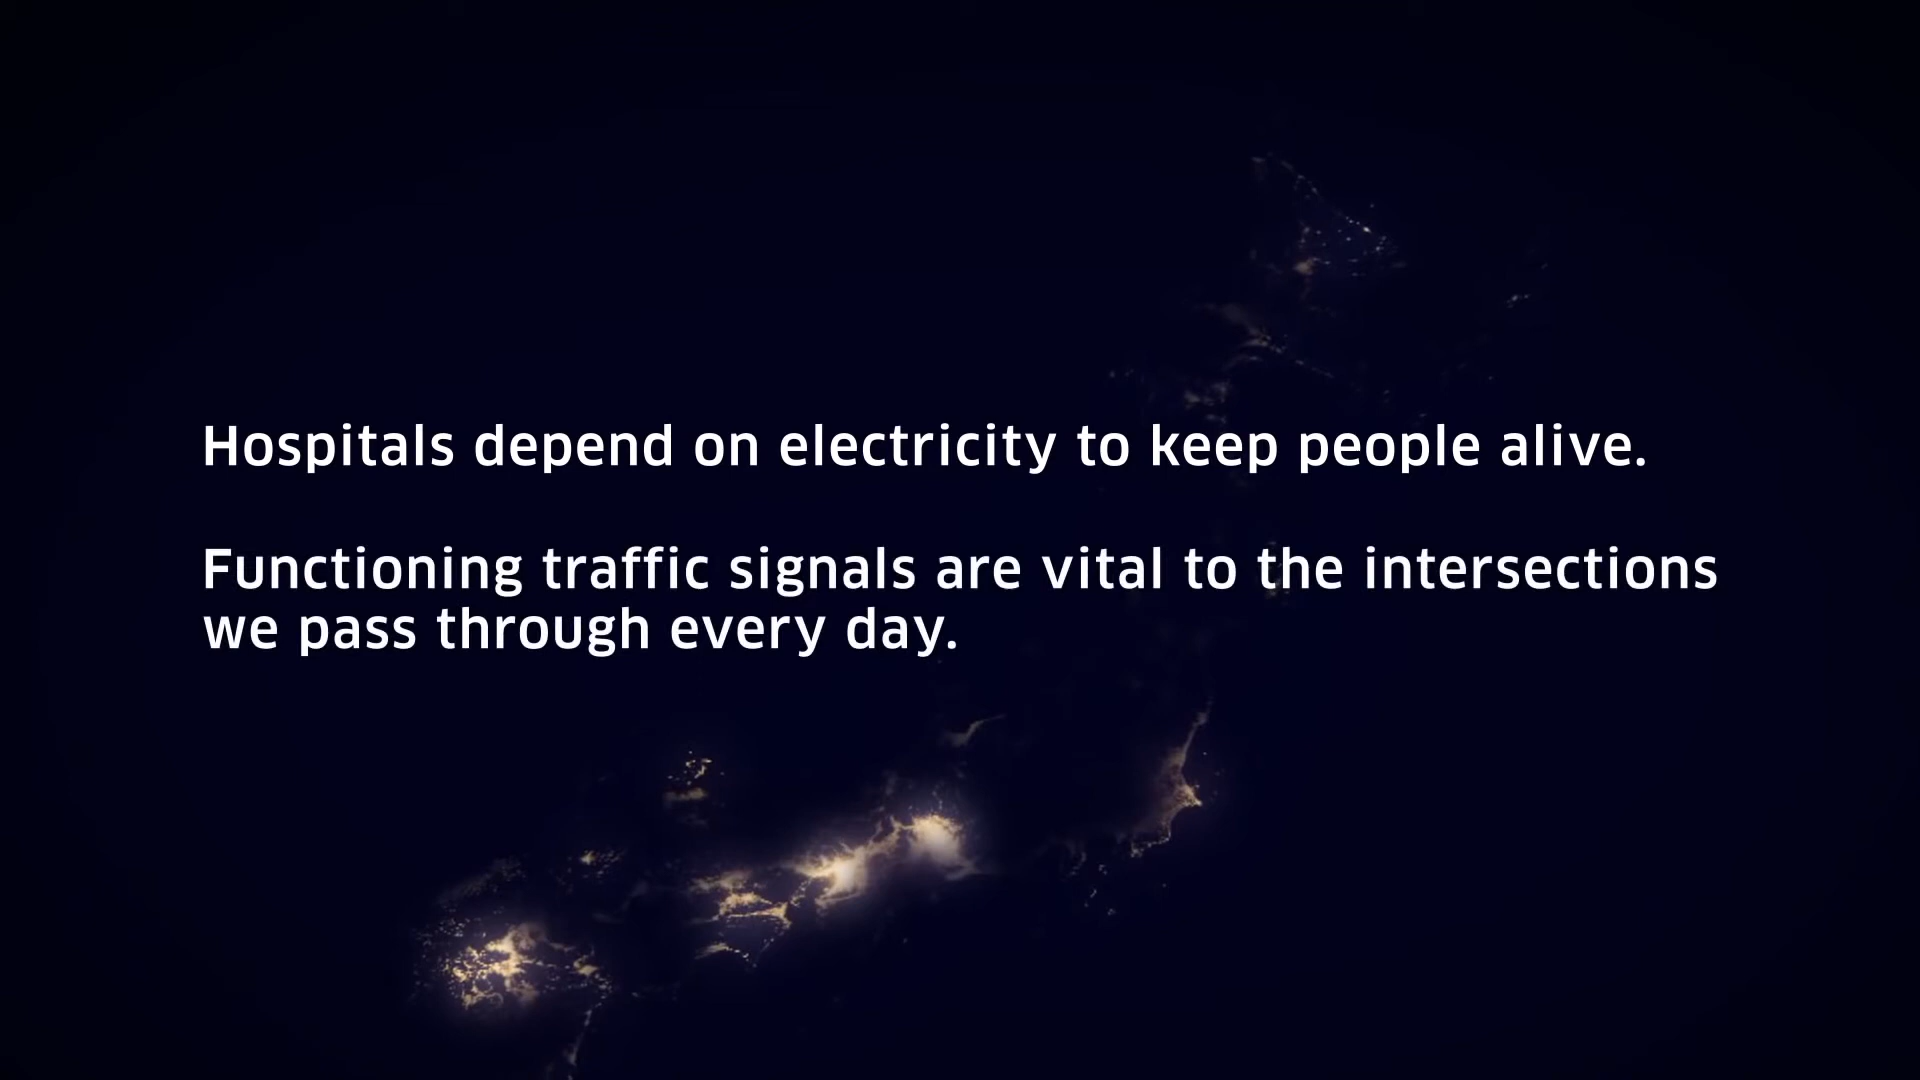 Hospitals depend on electricity to keep people alive.
Functioning traffic signals are vital to the intersections
we pass through every day.